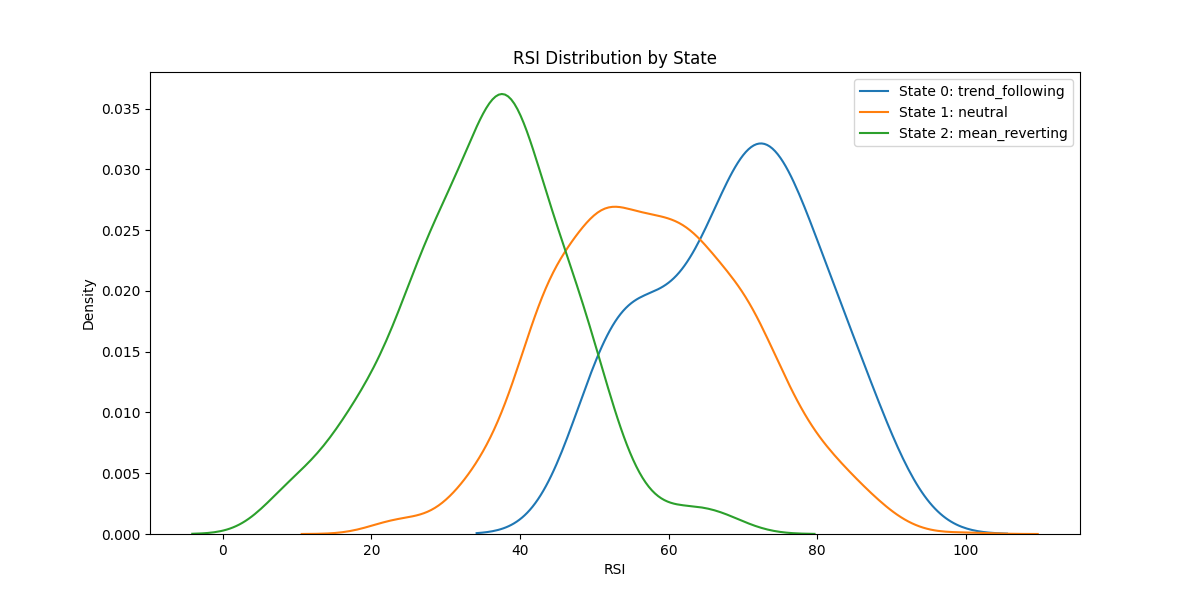 RSI Distribution by State
State 0: trend_following
State 1: neutral
State 2: mean_reverting
Density
0.035
0.030
0.025
0.020
0.015
0.010
0.005
0.000
0 20 40 60 80 100
RSI